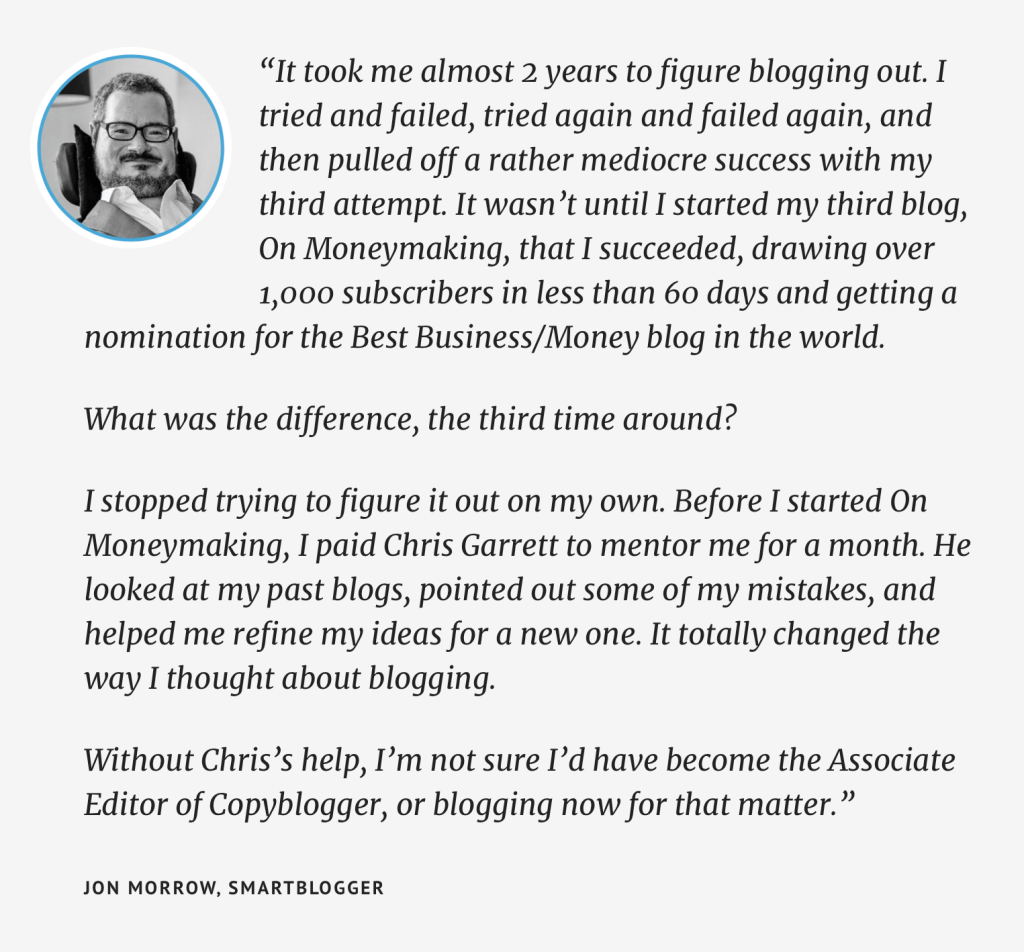 “It took me almost 2 years to figure blogging out. I
tried and failed, tried again and failed again, and
then pulled off a rather mediocre success with my
third attempt. It wasn’t until I started my third blog,
On Moneymaking, that I succeeded, drawing over
1,000 subscribers in less than 60 days and getting a
nomination for the Best Business/Money blog in the world.
What was the difference, the third time around?
I stopped trying to figure it out on my own. Before I started On
Moneymaking, I paid Chris Garrett to mentor me for a month. He
looked at my past blogs, pointed out some of my mistakes, and
helped me refine my ideas for a new one. It totally changed the
way I thought about blogging.
Without Chris’s help, I’m not sure I’d have become the Associate
Editor of Copyblogger, or blogging now for that matter.”
JON MORROW, SMARTBLOGGER